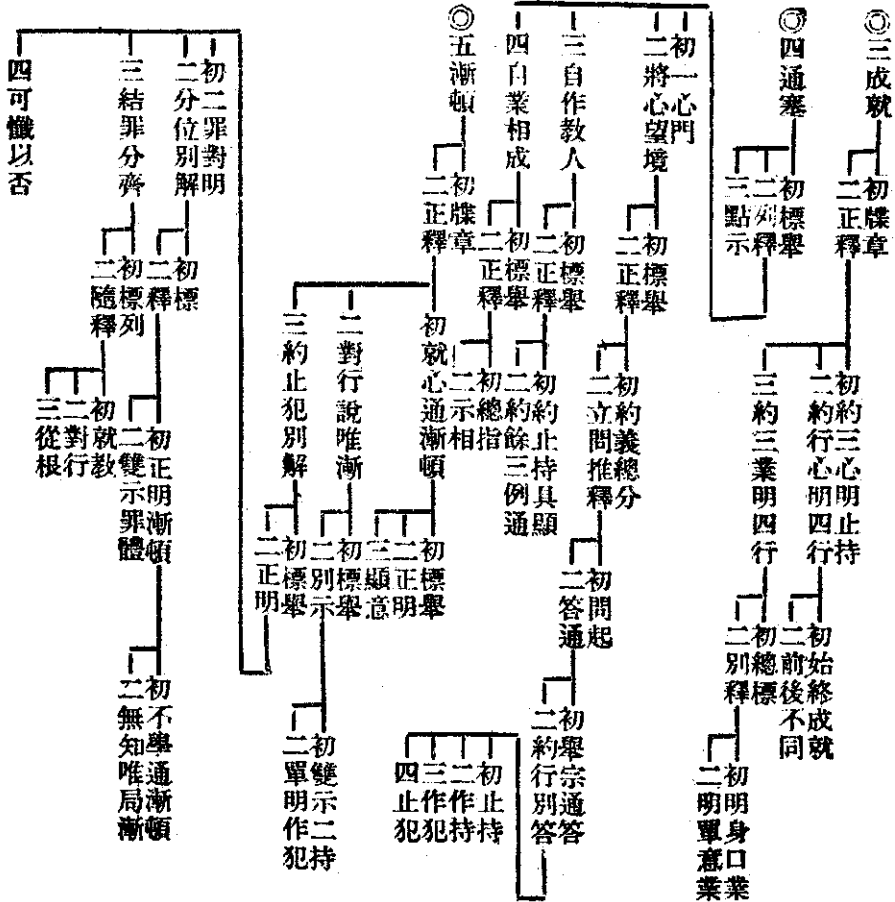 ◎三成就
初牒章
二正釋
初約三心明止持
二約行心明四行
初始終成就
二前後不同
三約三業明四行
初總標
二別釋
初明身口業
二明單意業
◎四通塞
初標舉
二列釋
三點示
初一心門
二將心望境
初標舉
二正釋
初約義總分
二立問推釋
初問起
二答通
初舉宗通答
二約行別答
初止持
二作持
三作犯
四止犯
三自作教人
初標舉
二正釋
初約止持具顯
二約餘三例通
四自業相成
初標舉
二正釋
初總指
二示相
◎五漸頓
初牒章
二正釋
初就心通漸頓
初標舉
二正明
三顯意
二對行說唯漸
初標舉
二別示
初雙示二持
二單明作犯
三約止犯別解
初標舉
二正明
初二罪對明
二分位別解
初標
二釋
初正明漸頓
初不學通漸頓
二無知唯局漸
二雙示罪體
三結罪分齊
初標列
二隨釋
初就教
二對行
三從根
四可懺以否